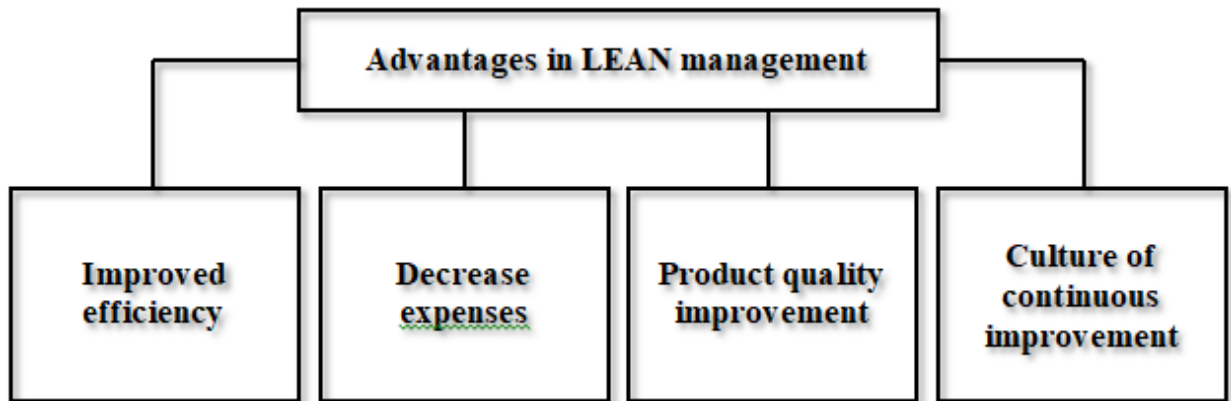 Advantages in LEAN management
Improved
efficiency
Decrease
expenses
Product quality
improvement
Culture of
continuous
improvement